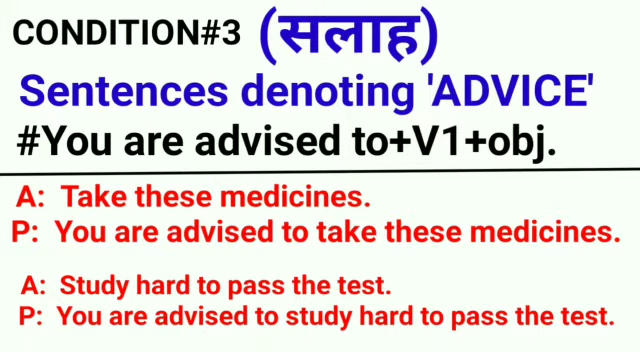 CONDITION#3 (सलाह)
Sentences denoting 'ADVICE'
#You are advised to+V1+obj.
A: Take these medicines.
P: You are advised to take these medicines.
A: Study hard to pass the test.
P: You are advised to study hard to pass the test.